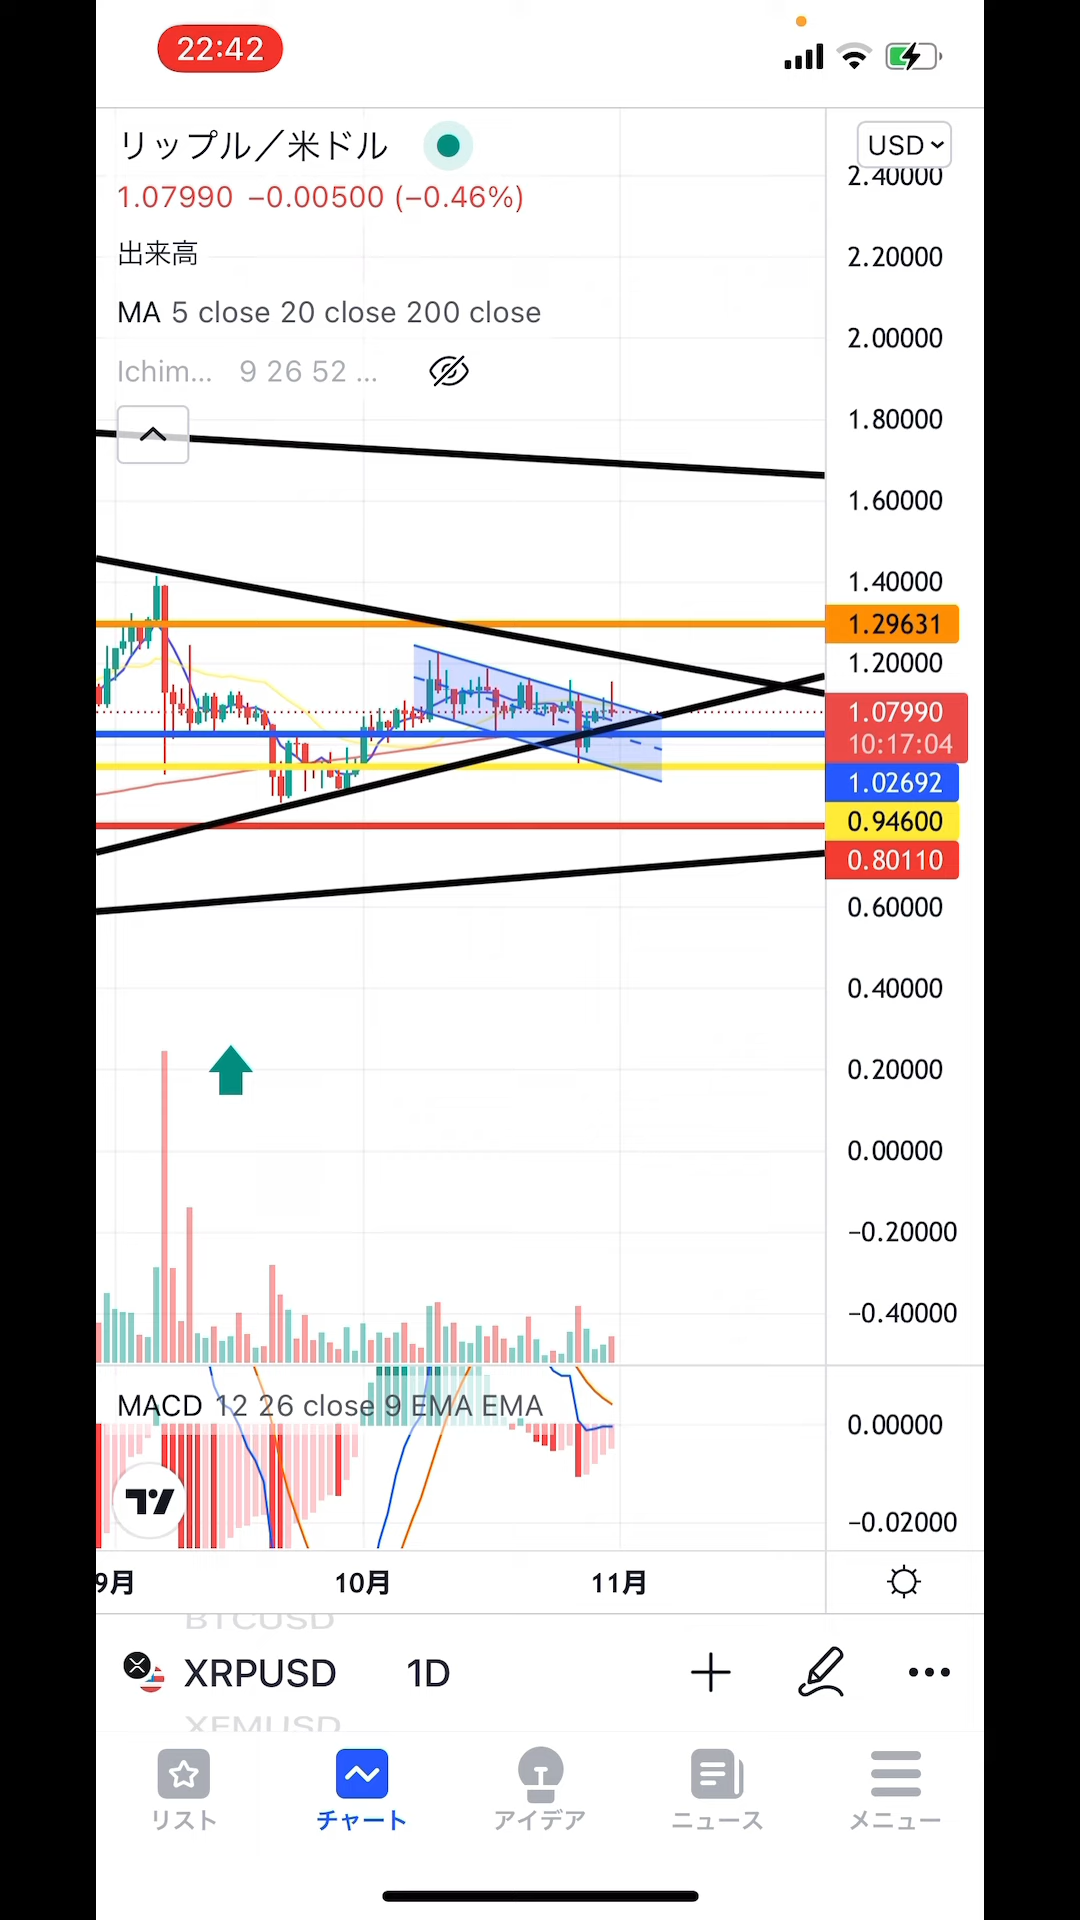 22:42
リップル／米ドル
USD
1.07990 −0.00500 (−0.46%)
出来高
MA 5 close 20 close 200 close
Ichim... 9 26 52 ...
2.40000
2.20000
2.00000
1.80000
1.60000
1.40000
1.29631
1.20000
1.07990
10:17:04
1.02692
0.94600
0.80110
0.60000
0.40000
0.20000
0.00000
−0.20000
−0.40000
MACD 12 26 close 9 EMA EMA
0.00000
−0.02000
9月 10月 11月
BTCUSD
XRPUSD 1D
XEMUSD
リスト チャート アイデア ニュース メニュー